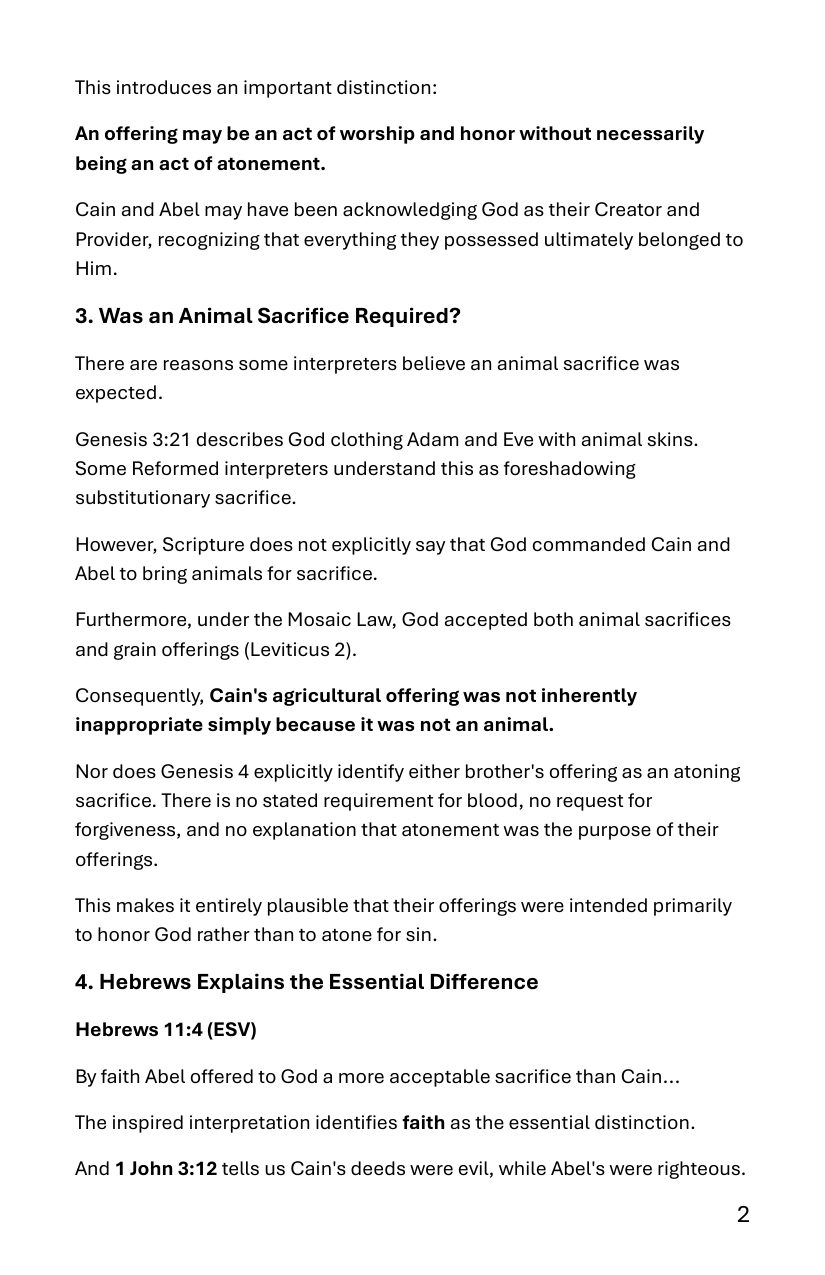 This introduces an important distinction:
An offering may be an act of worship and honor without necessarily
being an act of atonement.
Cain and Abel may have been acknowledging God as their Creator and
Provider, recognizing that everything they possessed ultimately belonged to
Him.
3. Was an Animal Sacrifice Required?
There are reasons some interpreters believe an animal sacrifice was
expected.
Genesis 3:21 describes God clothing Adam and Eve with animal skins.
Some Reformed interpreters understand this as foreshadowing
substitutionary sacrifice.
However, Scripture does not explicitly say that God commanded Cain and
Abel to bring animals for sacrifice.
Furthermore, under the Mosaic Law, God accepted both animal sacrifices
and grain offerings (Leviticus 2).
Consequently, Cain's agricultural offering was not inherently
inappropriate simply because it was not an animal.
Nor does Genesis 4 explicitly identify either brother's offering as an atoning
sacrifice. There is no stated requirement for blood, no request for
forgiveness, and no explanation that atonement was the purpose of their
offerings.
This makes it entirely plausible that their offerings were intended primarily
to honor God rather than to atone for sin.
4. Hebrews Explains the Essential Difference
Hebrews 11:4 (ESV)
By faith Abel offered to God a more acceptable sacrifice than Cain...
The inspired interpretation identifies faith as the essential distinction.
And 1 John 3:12 tells us Cain's deeds were evil, while Abel's were righteous.
2